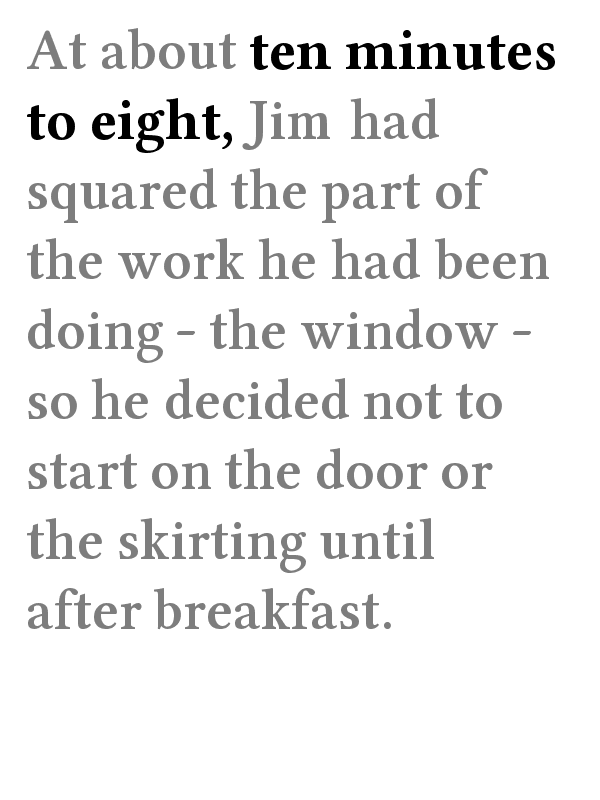 At about ten minutes
to eight, Jim had
squared the part of
the work he had been
doing - the window -
so he decided not to
start on the door or
the skirting until
after breakfast.